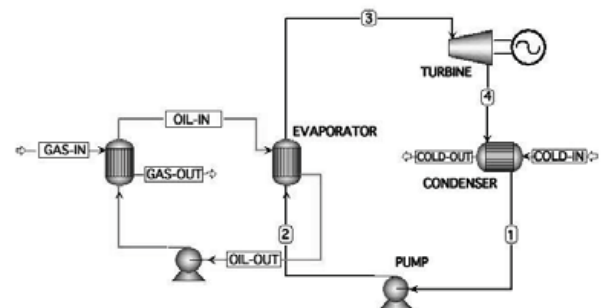 3
TURBINE
OIL-IN
4
EVAPORATOR
GAS-IN
COLD-OUT
COLD-IN
GAS-OUT
CONDENSER
2
1
OIL-OUT
PUMP